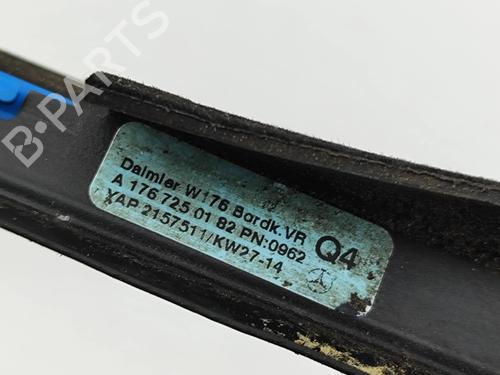 B-PARTS
Daimler W176 Bordk.VR
A 176 725 01 82 PN:0962
YAP 2157511/KW27-14
Q4